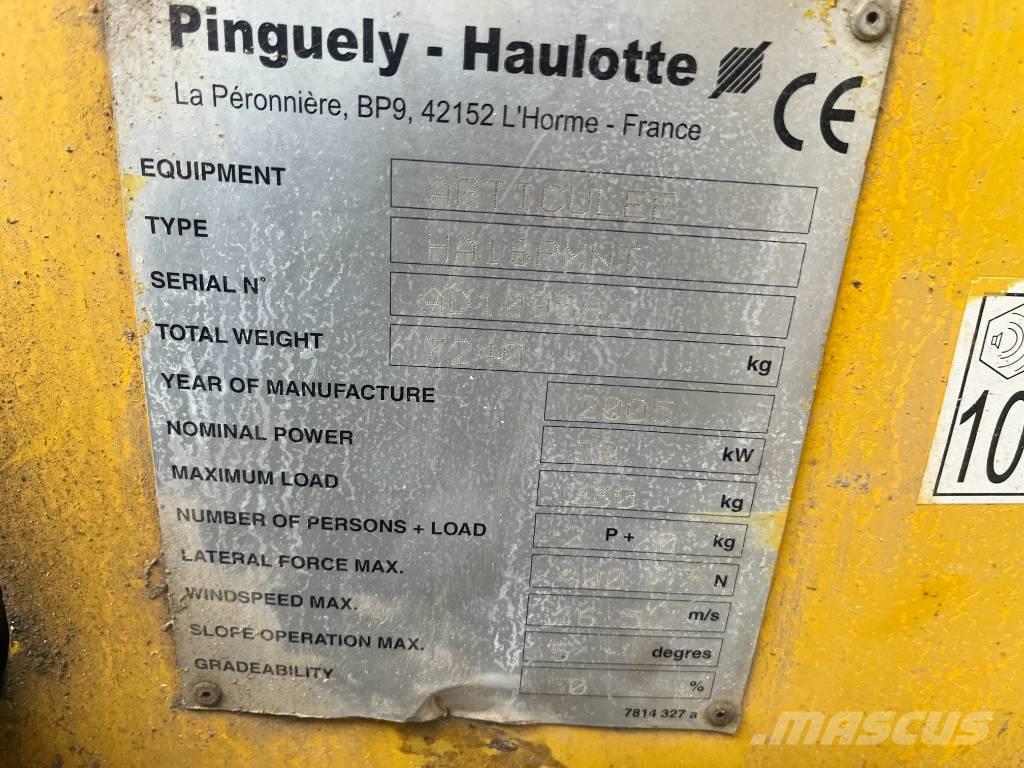 Pinguely - Haulotte
CE
La Péronnière, BP9, 42152 L'Horme - France
EQUIPMENT ARTICULEE
TYPE HA16PXNT
SERIAL N°
TOTAL WEIGHT 7240 kg
YEAR OF MANUFACTURE 2005
NOMINAL POWER kW
MAXIMUM LOAD kg
NUMBER OF PERSONS + LOAD 2 P + kg
LATERAL FORCE MAX. N
WINDSPEED MAX. m/s
SLOPE OPERATION MAX. 5 degres
GRADEABILITY %
7814 327 a
10
MASCUS